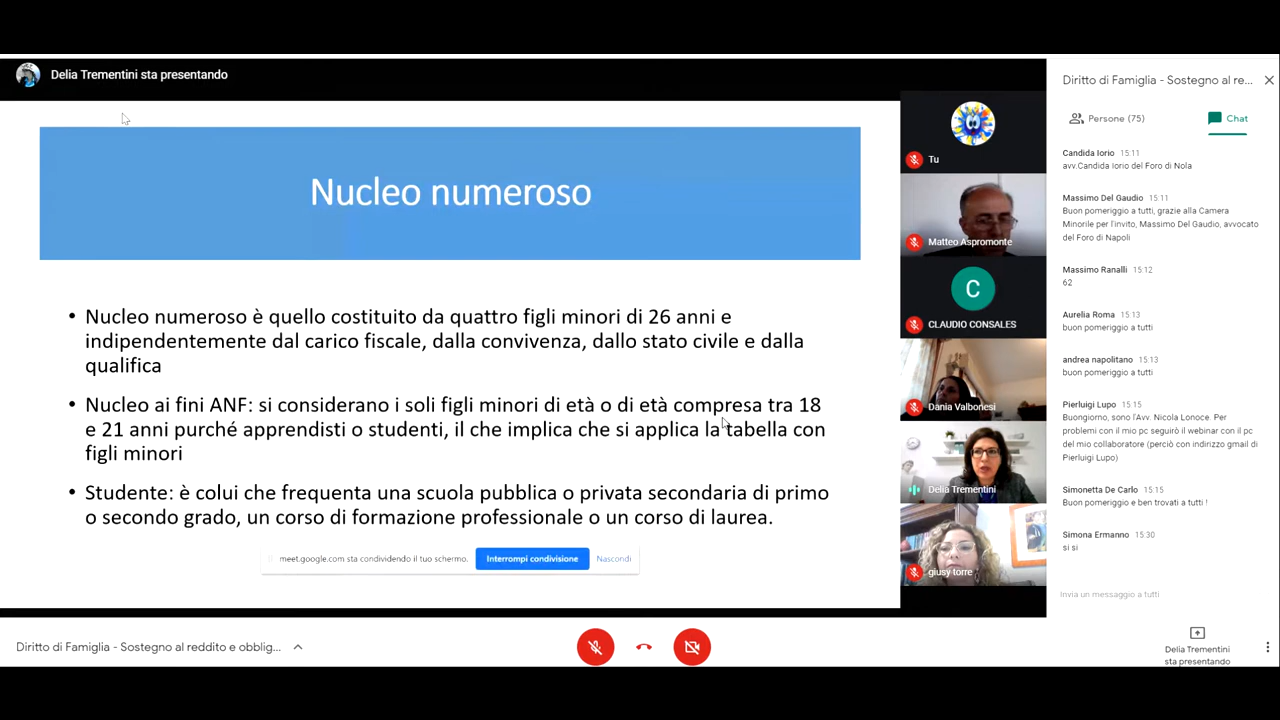 Delia Trementini sta presentando
Nucleo numeroso
• Nucleo numeroso è quello costituito da quattro figli minori di 26 anni e
indipendentemente dal carico fiscale, dalla convivenza, dallo stato civile e dalla
qualifica
• Nucleo ai fini ANF: si considerano i soli figli minori di età o di età compresa tra 18
e 21 anni purché apprendisti o studenti, il che implica che si applica la tabella con
figli minori
• Studente: è colui che frequenta una scuola pubblica o privata secondaria di primo
o secondo grado, un corso di formazione professionale o un corso di laurea.
meet.google.com sta condividendo il tuo schermo.
Interrompi condivisione
Nascondi
Tu
Matteo Aspromonte
C
CLAUDIO CONSALES
Dania Valbonesi
Delia Trementini
giusy torre
Diritto di Famiglia - Sostegno al re...
Persone (75)
Chat
Candida Iorio 15:11
avv.Candida Iorio del Foro di Nola
Massimo Del Gaudio 15:11
Buon pomeriggio a tutti, grazie alla Camera
Minorile per l'invito, Massimo Del Gaudio, avvocato
del Foro di Napoli
Massimo Ranalli 15:12
62
Aurelia Roma 15:13
buon pomeriggio a tutti
andrea napolitano 15:13
buon pomeriggio a tutti
Pierluigi Lupo 15:15
Buongiorno, sono l'Avv. Nicola Lonoce. Per
problemi con il mio pc seguirò il webinar con il pc
del mio collaboratore (perciò con indirizzo gmail di
Pierluigi Lupo)
Simonetta De Carlo 15:15
Buon pomeriggio e ben trovati a tutti !
Simona Ermanno 15:30
si si
Invia un messaggio a tutti
Diritto di Famiglia - Sostegno al reddito e obblig...
Delia Trementini
sta presentando